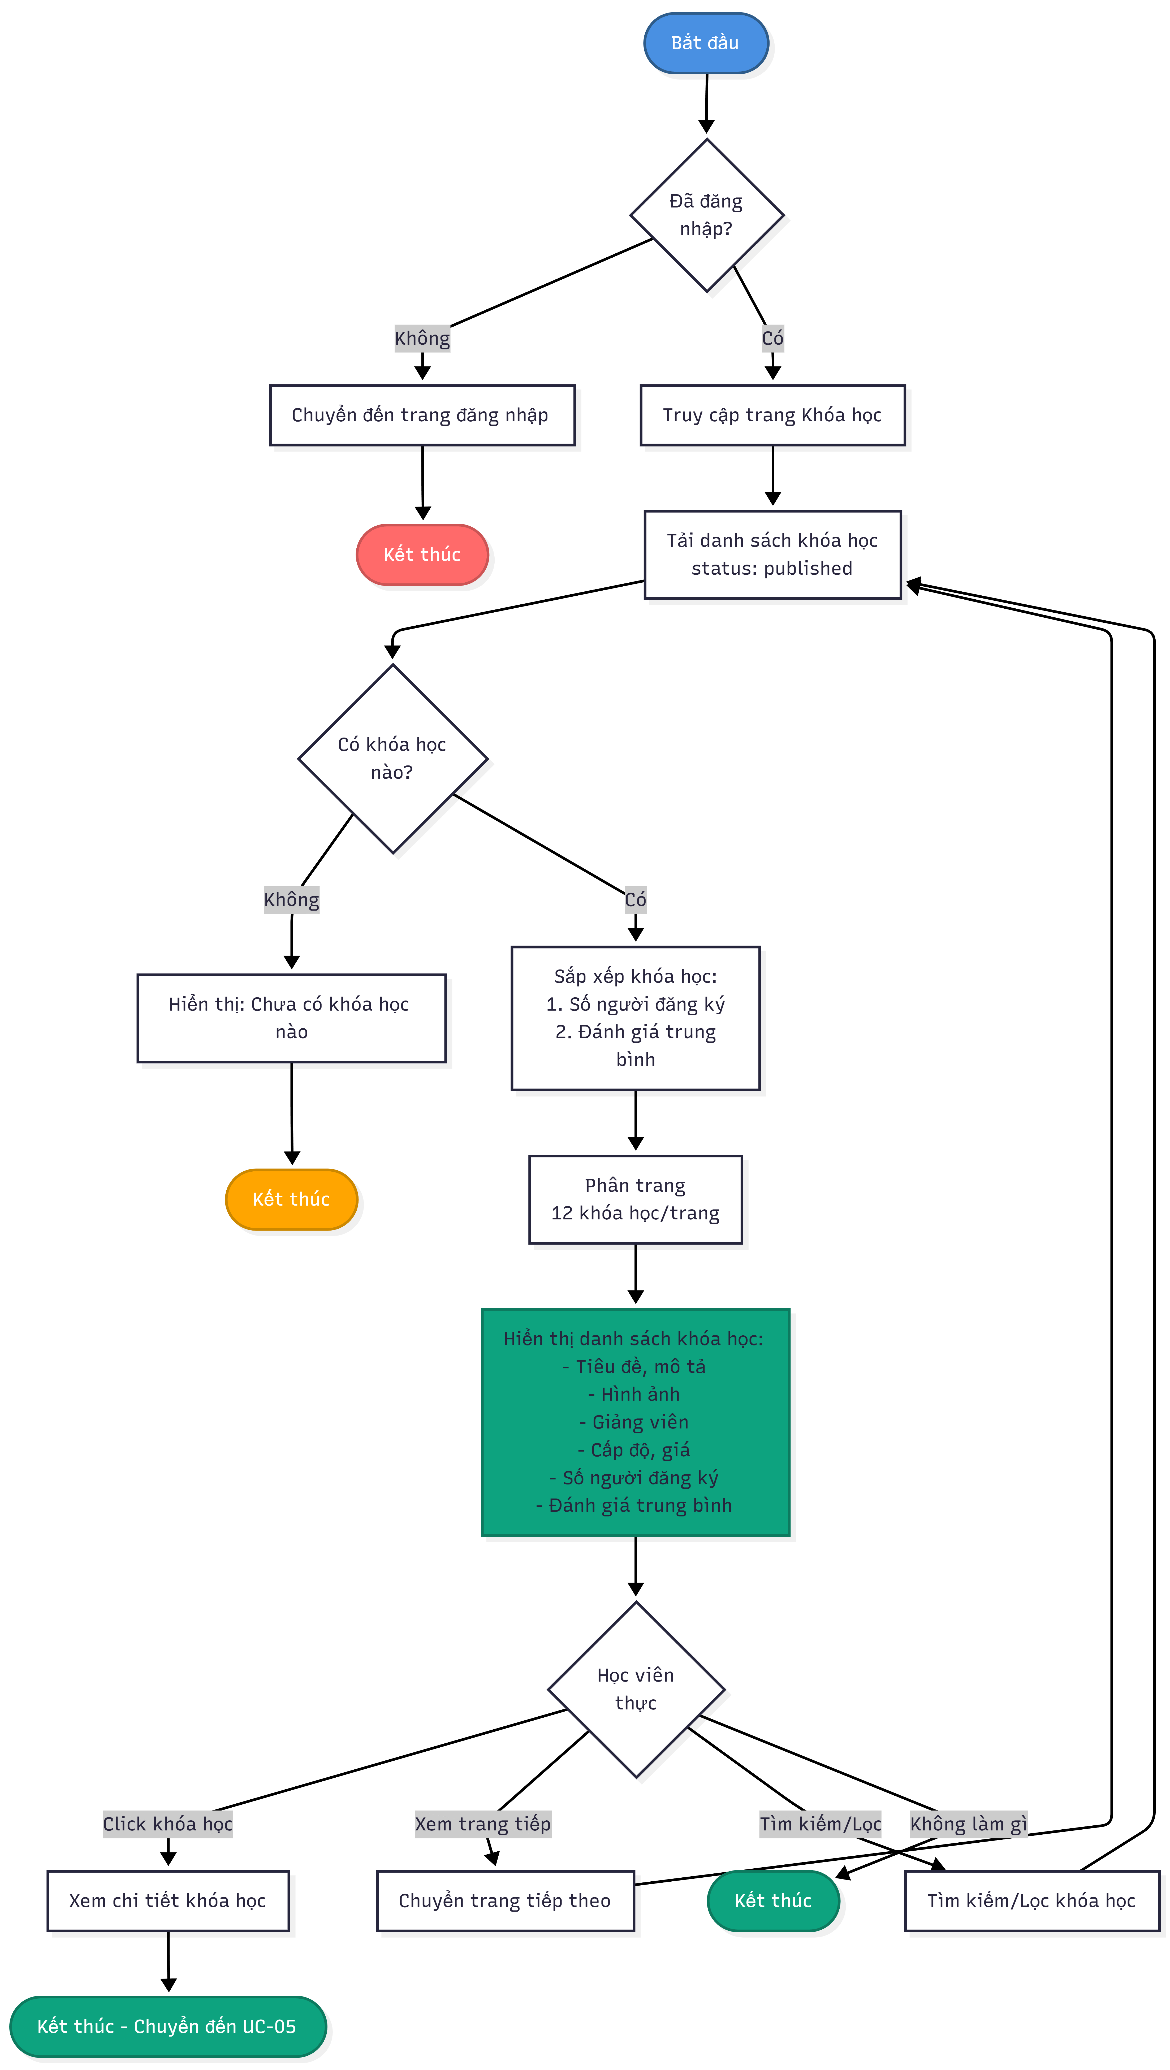 Bắt đầu
Đã đăng
nhập?
Không
Có
Chuyển đến trang đăng nhập
Truy cập trang Khóa học
Kết thúc
Tải danh sách khóa học
status: published
Có khóa học
nào?
Không
Có
Hiển thị: Chưa có khóa học
nào
Sắp xếp khóa học:
1. Số người đăng ký
2. Đánh giá trung
bình
Kết thúc
Phân trang
12 khóa học/trang
Hiển thị danh sách khóa học:
- Tiêu đề, mô tả
- Hình ảnh
- Giảng viên
- Cấp độ, giá
- Số người đăng ký
- Đánh giá trung bình
Học viên
thực
Click khóa học
Xem trang tiếp
Tìm kiếm/Lọc
Không làm gì
Xem chi tiết khóa học
Chuyển trang tiếp theo
Kết thúc
Tìm kiếm/Lọc khóa học
Kết thúc - Chuyển đến UC-05